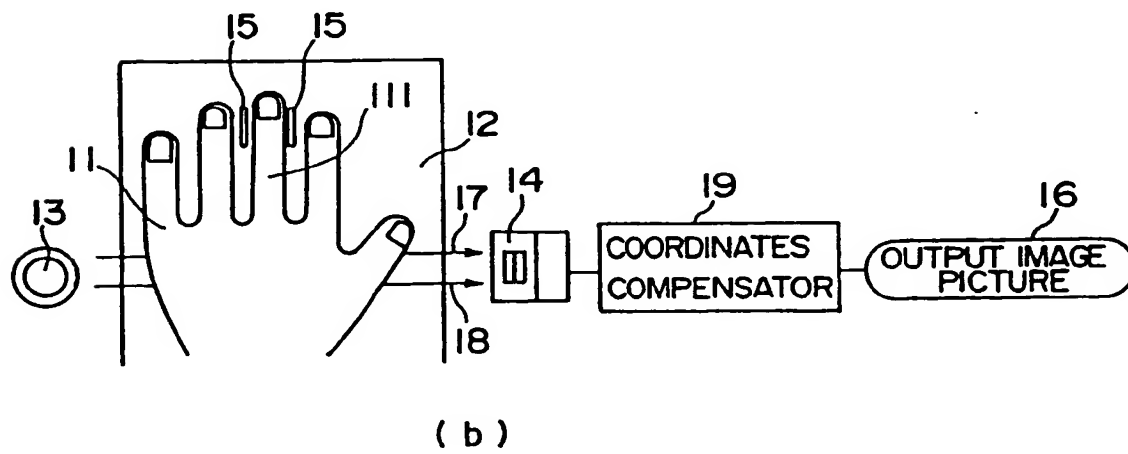 15 15
111
12
11
13
14
17
18
19
COORDINATES
COMPENSATOR
16
OUTPUT IMAGE
PICTURE
( b )